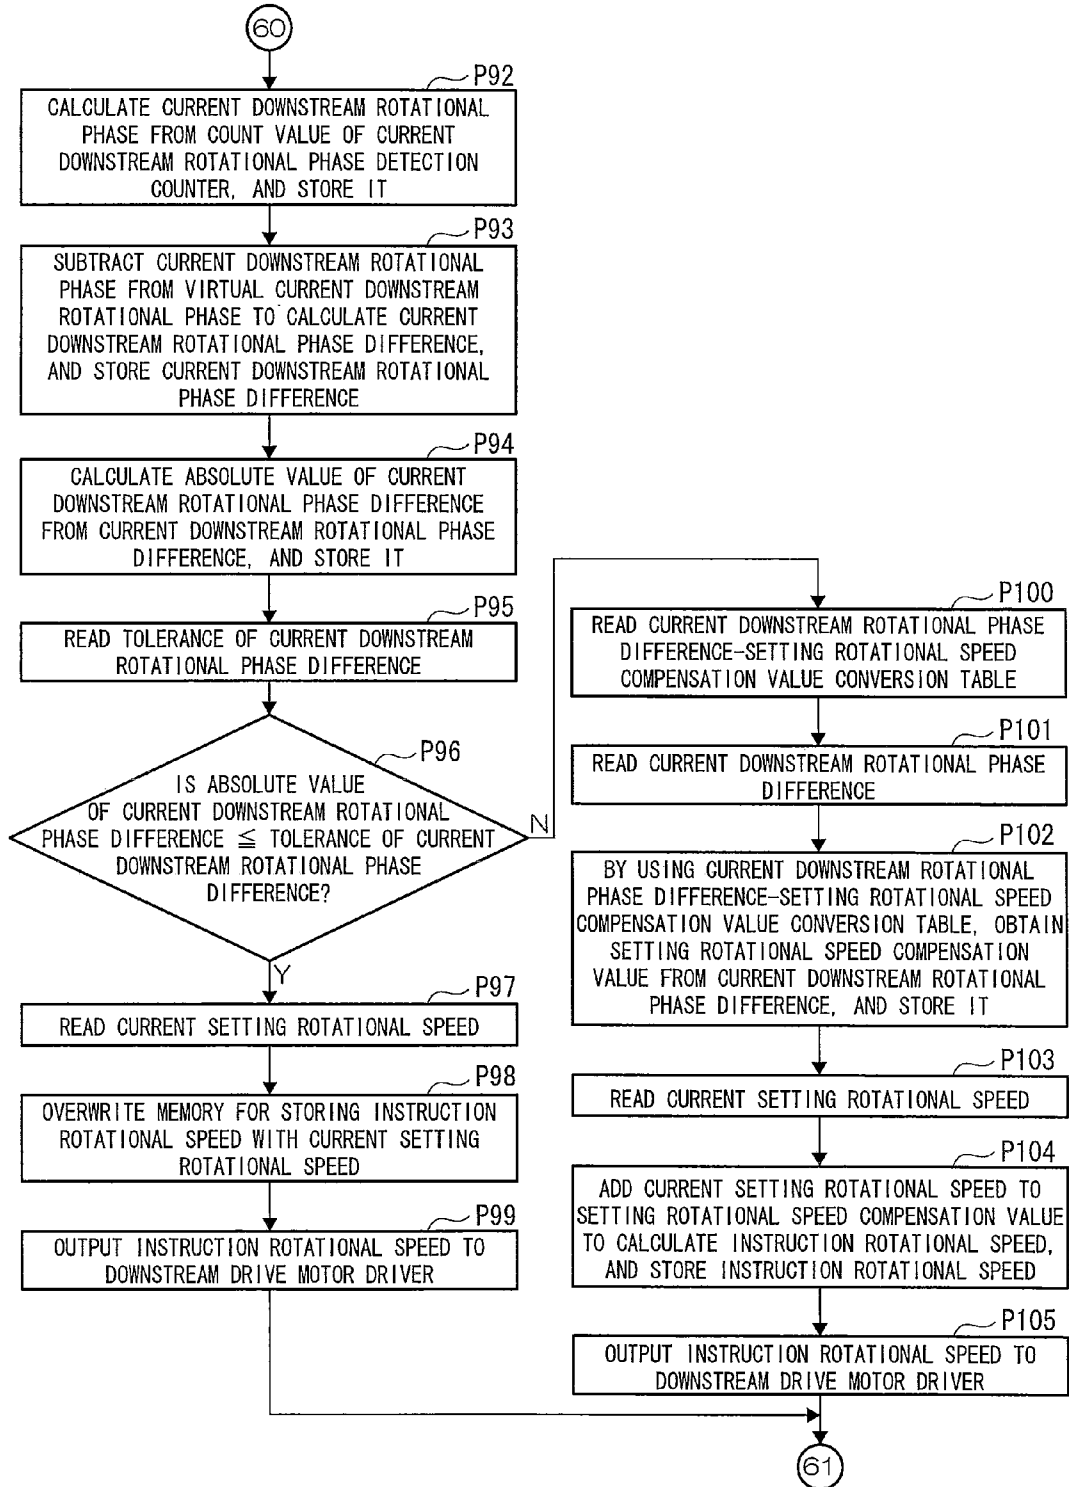 60
P92
CALCULATE CURRENT DOWNSTREAM ROTATIONAL
PHASE FROM COUNT VALUE OF CURRENT
DOWNSTREAM ROTATIONAL PHASE DETECTION
COUNTER, AND STORE IT
P93
SUBTRACT CURRENT DOWNSTREAM ROTATIONAL
PHASE FROM VIRTUAL CURRENT DOWNSTREAM
ROTATIONAL PHASE TO CALCULATE CURRENT
DOWNSTREAM ROTATIONAL PHASE DIFFERENCE,
AND STORE CURRENT DOWNSTREAM ROTATIONAL
PHASE DIFFERENCE
P94
CALCULATE ABSOLUTE VALUE OF CURRENT
DOWNSTREAM ROTATIONAL PHASE DIFFERENCE
FROM CURRENT DOWNSTREAM ROTATIONAL PHASE
DIFFERENCE, AND STORE IT
P95
READ TOLERANCE OF CURRENT DOWNSTREAM
ROTATIONAL PHASE DIFFERENCE
P96
IS ABSOLUTE VALUE
OF CURRENT DOWNSTREAM ROTATIONAL
PHASE DIFFERENCE ≦ TOLERANCE OF CURRENT
DOWNSTREAM ROTATIONAL PHASE
DIFFERENCE?
N
Y
P97
READ CURRENT SETTING ROTATIONAL SPEED
P98
OVERWRITE MEMORY FOR STORING INSTRUCTION
ROTATIONAL SPEED WITH CURRENT SETTING
ROTATIONAL SPEED
P99
OUTPUT INSTRUCTION ROTATIONAL SPEED TO
DOWNSTREAM DRIVE MOTOR DRIVER
P100
READ CURRENT DOWNSTREAM ROTATIONAL PHASE
DIFFERENCE-SETTING ROTATIONAL SPEED
COMPENSATION VALUE CONVERSION TABLE
P101
READ CURRENT DOWNSTREAM ROTATIONAL PHASE
DIFFERENCE
P102
BY USING CURRENT DOWNSTREAM ROTATIONAL
PHASE DIFFERENCE-SETTING ROTATIONAL SPEED
COMPENSATION VALUE CONVERSION TABLE, OBTAIN
SETTING ROTATIONAL SPEED COMPENSATION
VALUE FROM CURRENT DOWNSTREAM ROTATIONAL
PHASE DIFFERENCE, AND STORE IT
P103
READ CURRENT SETTING ROTATIONAL SPEED
P104
ADD CURRENT SETTING ROTATIONAL SPEED TO
SETTING ROTATIONAL SPEED COMPENSATION VALUE
TO CALCULATE INSTRUCTION ROTATIONAL SPEED,
AND STORE INSTRUCTION ROTATIONAL SPEED
P105
OUTPUT INSTRUCTION ROTATIONAL SPEED TO
DOWNSTREAM DRIVE MOTOR DRIVER
61